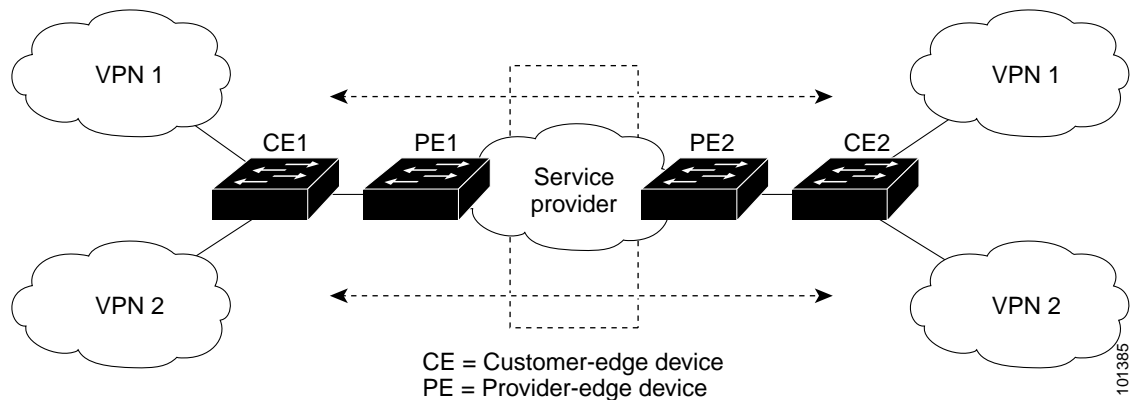 VPN 1
VPN 1
CE1
PE1
PE2
CE2
Service
provider
VPN 2
VPN 2
CE = Customer-edge device
PE = Provider-edge device
101385